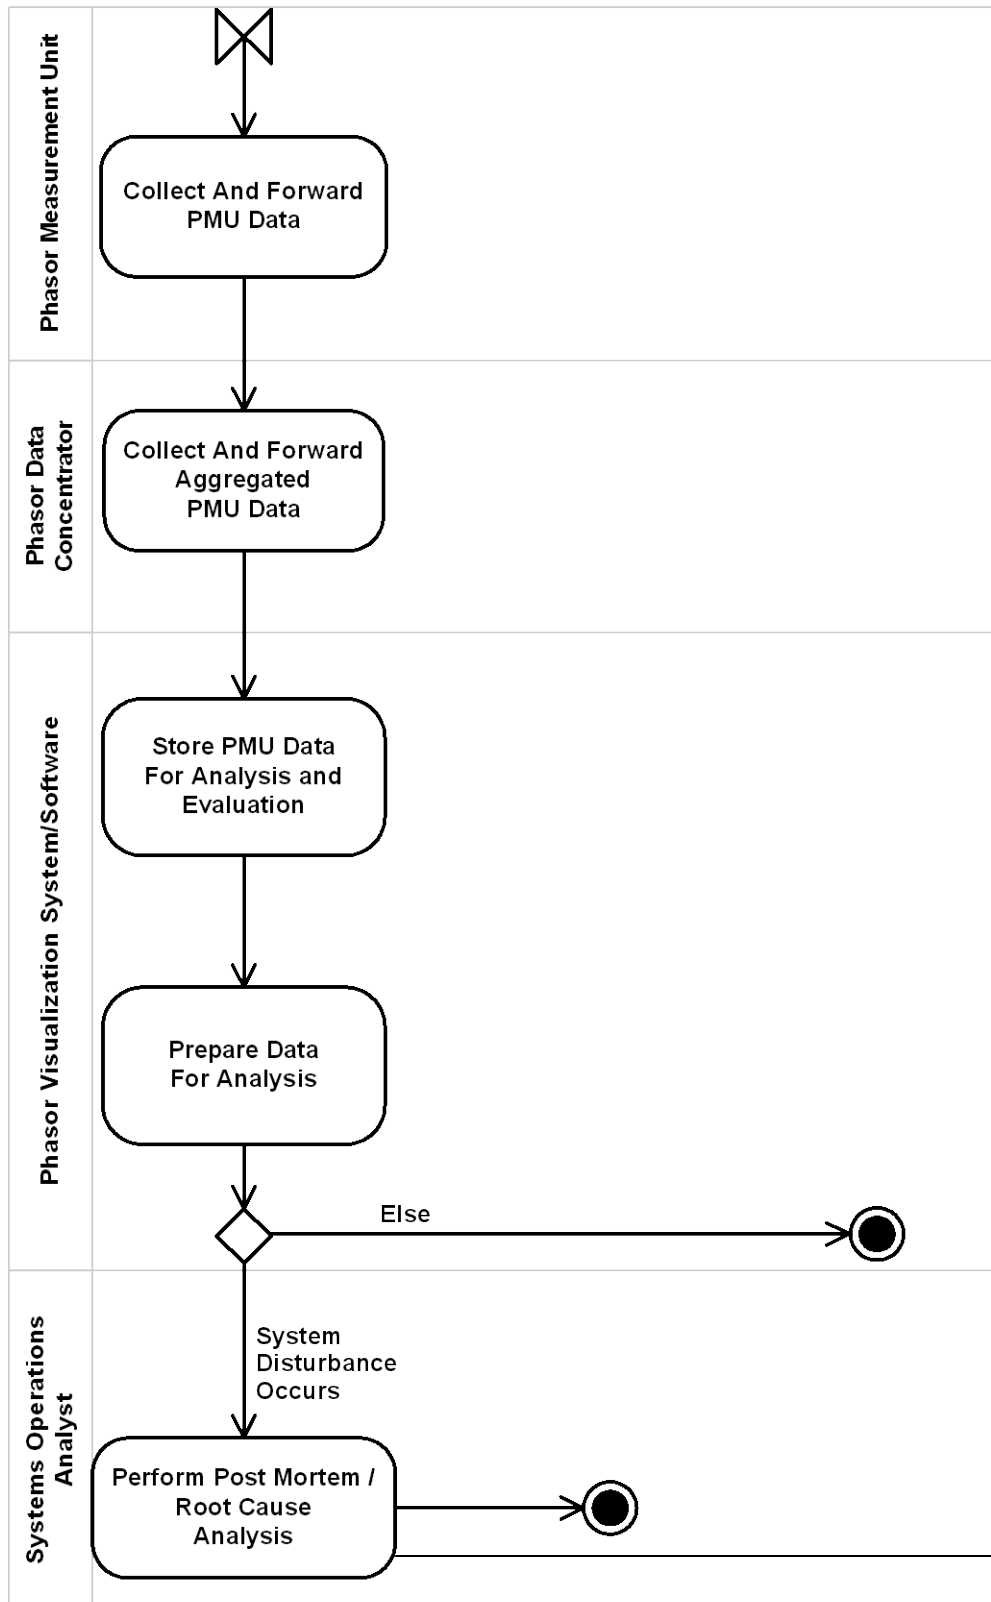 Phasor Measurement Unit
Collect And Forward
PMU Data
Phasor Data
Concentrator
Collect And Forward
Aggregated
PMU Data
Phasor Visualization System/Software
Store PMU Data
For Analysis and
Evaluation
Prepare Data
For Analysis
Else
Systems Operations
Analyst
System
Disturbance
Occurs
Perform Post Mortem /
Root Cause
Analysis